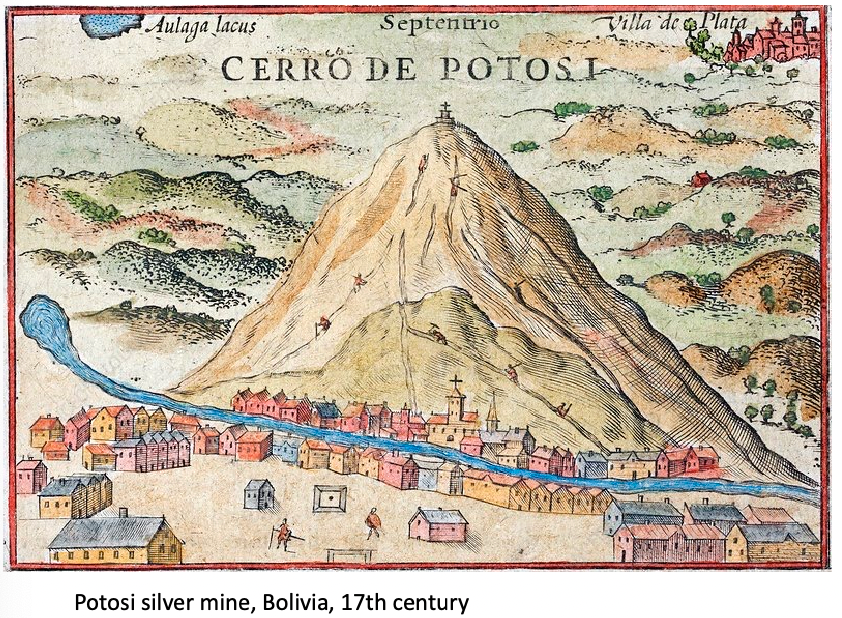 Aulaga lacus
Septentrio
Villa de Plata
CERRO DE POTOSI
Potosi silver mine, Bolivia, 17th century